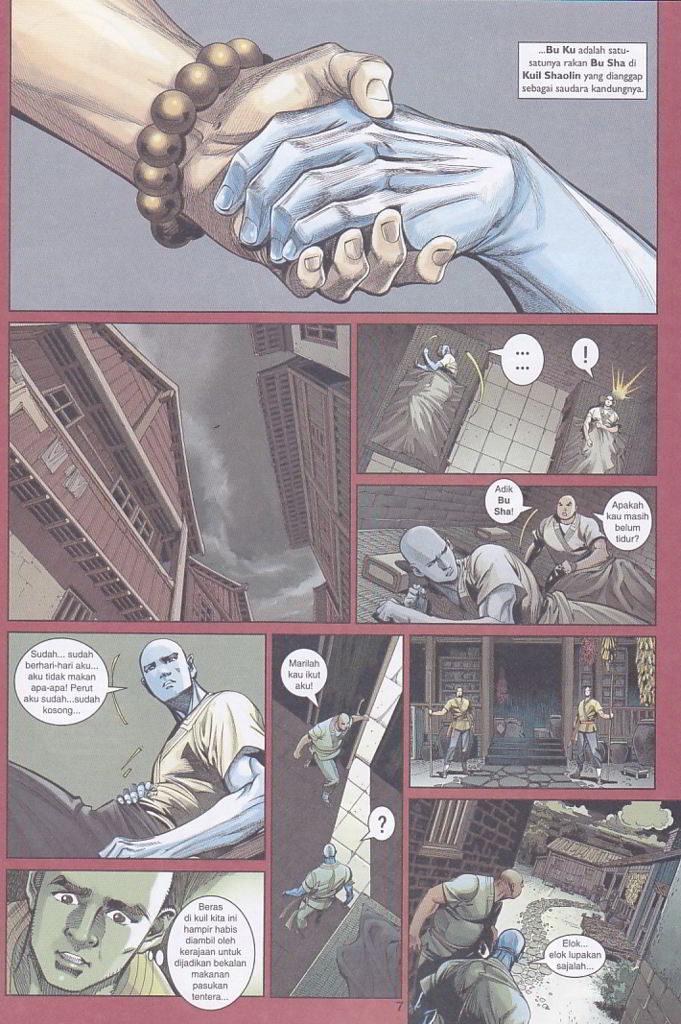 ...Bu Ku adalah satu-
satunya rakan Bu Sha di
Kuil Shaolin yang dianggap
sebagai saudara kandungnya.
...
...
!
Adik
Bu
Sha!
Apakah
kau masih
belum
tidur?
Sudah... sudah
berhari-hari aku...
aku tidak makan
apa-apa! Perut
aku sudah...sudah
kosong...
Beras
di kuil kita ini
hampir habis
diambil oleh
kerajaan untuk
dijadikan bekalan
makanan
pasukan
tentera...
Marilah
kau ikut
aku!
?
Elok...
elok lupakan
sajalah...
7